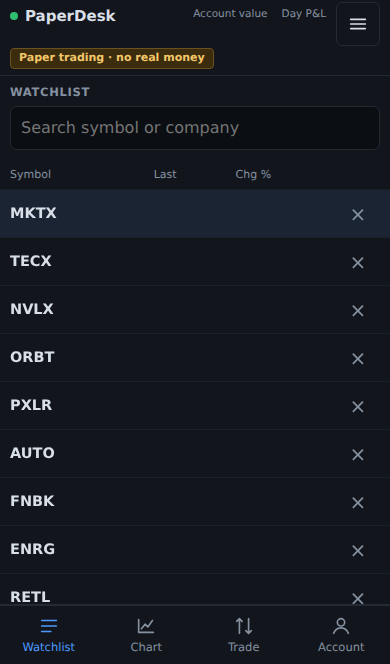 PaperDesk Account value Day P&L
Paper trading · no real money
WATCHLIST
Search symbol or company
Symbol Last Chg %
MKTX
TECX
NVLX
ORBT
PXLR
AUTO
FNBK
ENRG
RETL
Watchlist Chart Trade Account